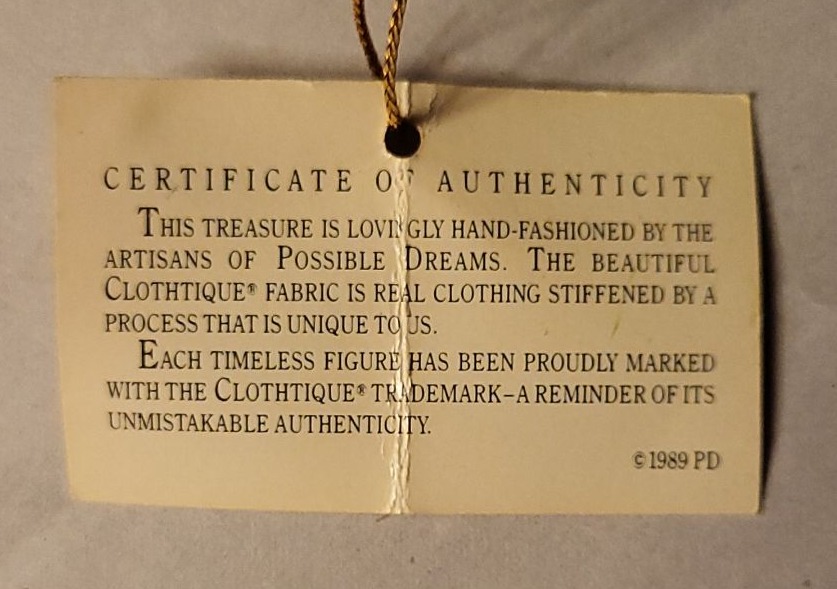 CERTIFICATE OF AUTHENTICITY
THIS TREASURE IS LOVINGLY HAND-FASHIONED BY THE
ARTISANS OF POSSIBLE DREAMS. THE BEAUTIFUL
CLOTHTIQUE® FABRIC IS REAL CLOTHING STIFFENED BY A
PROCESS THAT IS UNIQUE TO US.
EACH TIMELESS FIGURE HAS BEEN PROUDLY MARKED
WITH THE CLOTHTIQUE® TRADEMARK–A REMINDER OF ITS
UNMISTAKABLE AUTHENTICITY.
©1989 PD